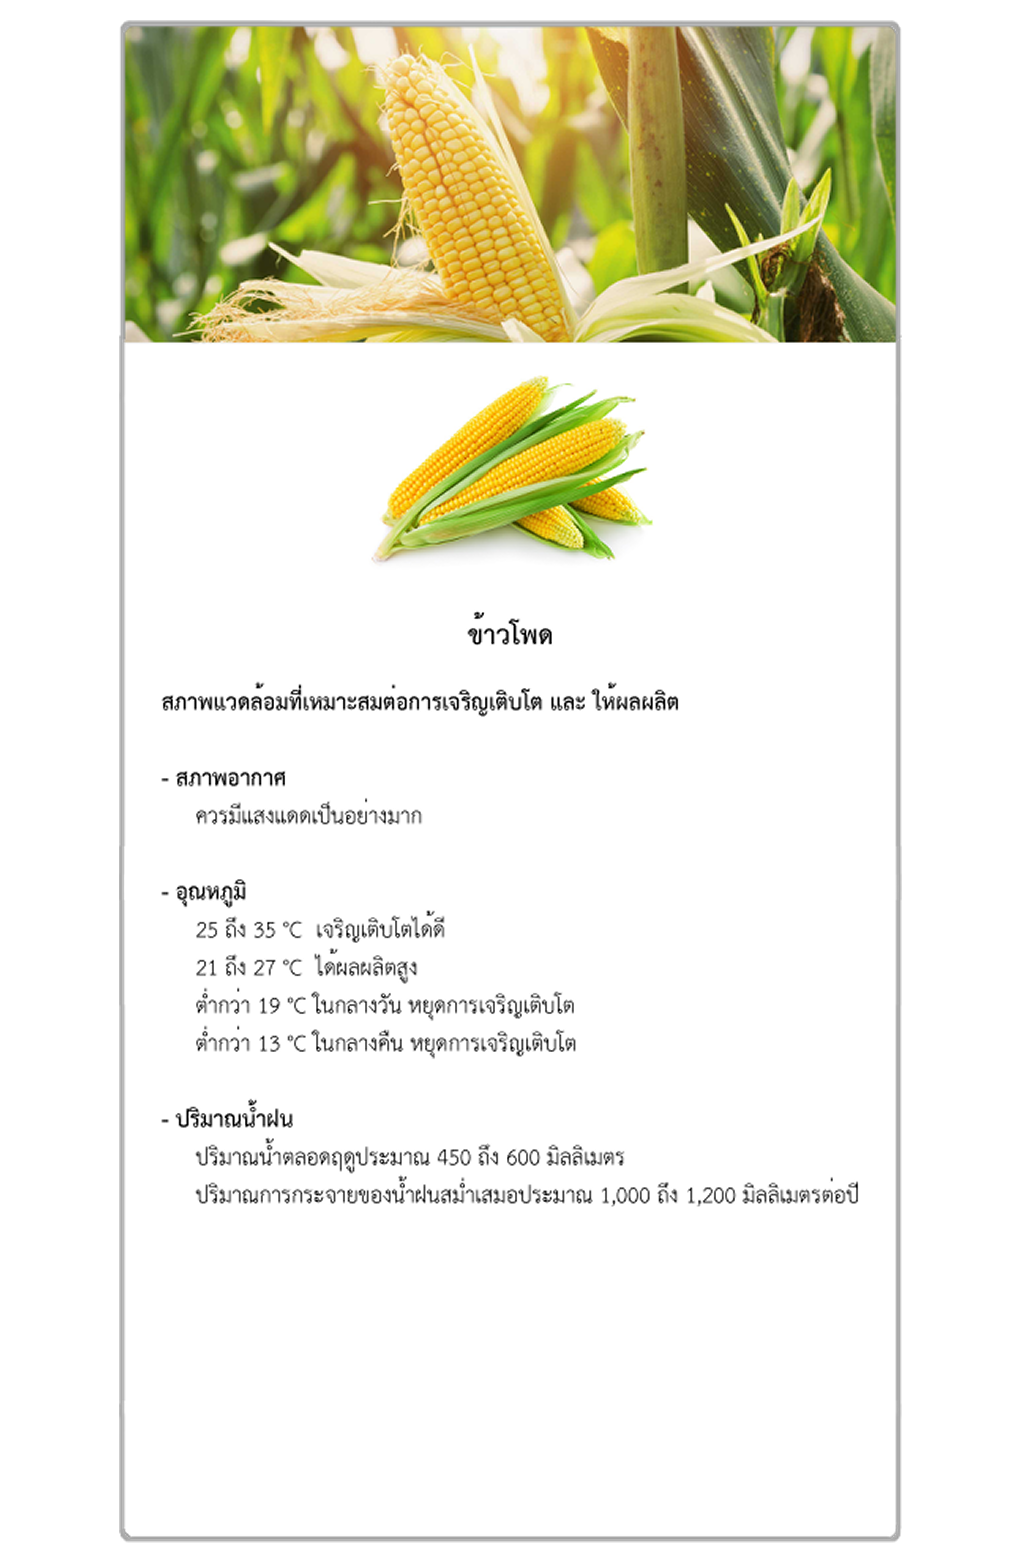 ข้าวโพด
สภาพแวดล้อมที่เหมาะสมต่อการเจริญเติบโต และ ให้ผลผลิต
- สภาพอากาศ
ควรมีแสงแดดเป็นอย่างมาก
- อุณหภูมิ
25 ถึง 35 °C เจริญเติบโตได้ดี
21 ถึง 27 °C ได้ผลผลิตสูง
ต่ำกว่า 19 °C ในกลางวัน หยุดการเจริญเติบโต
ต่ำกว่า 13 °C ในกลางคืน หยุดการเจริญเติบโต
- ปริมาณน้ำฝน
ปริมาณน้ำตลอดฤดูประมาณ 450 ถึง 600 มิลลิเมตร
ปริมาณการกระจายของน้ำฝนสม่ำเสมอประมาณ 1,000 ถึง 1,200 มิลลิเมตรต่อปี